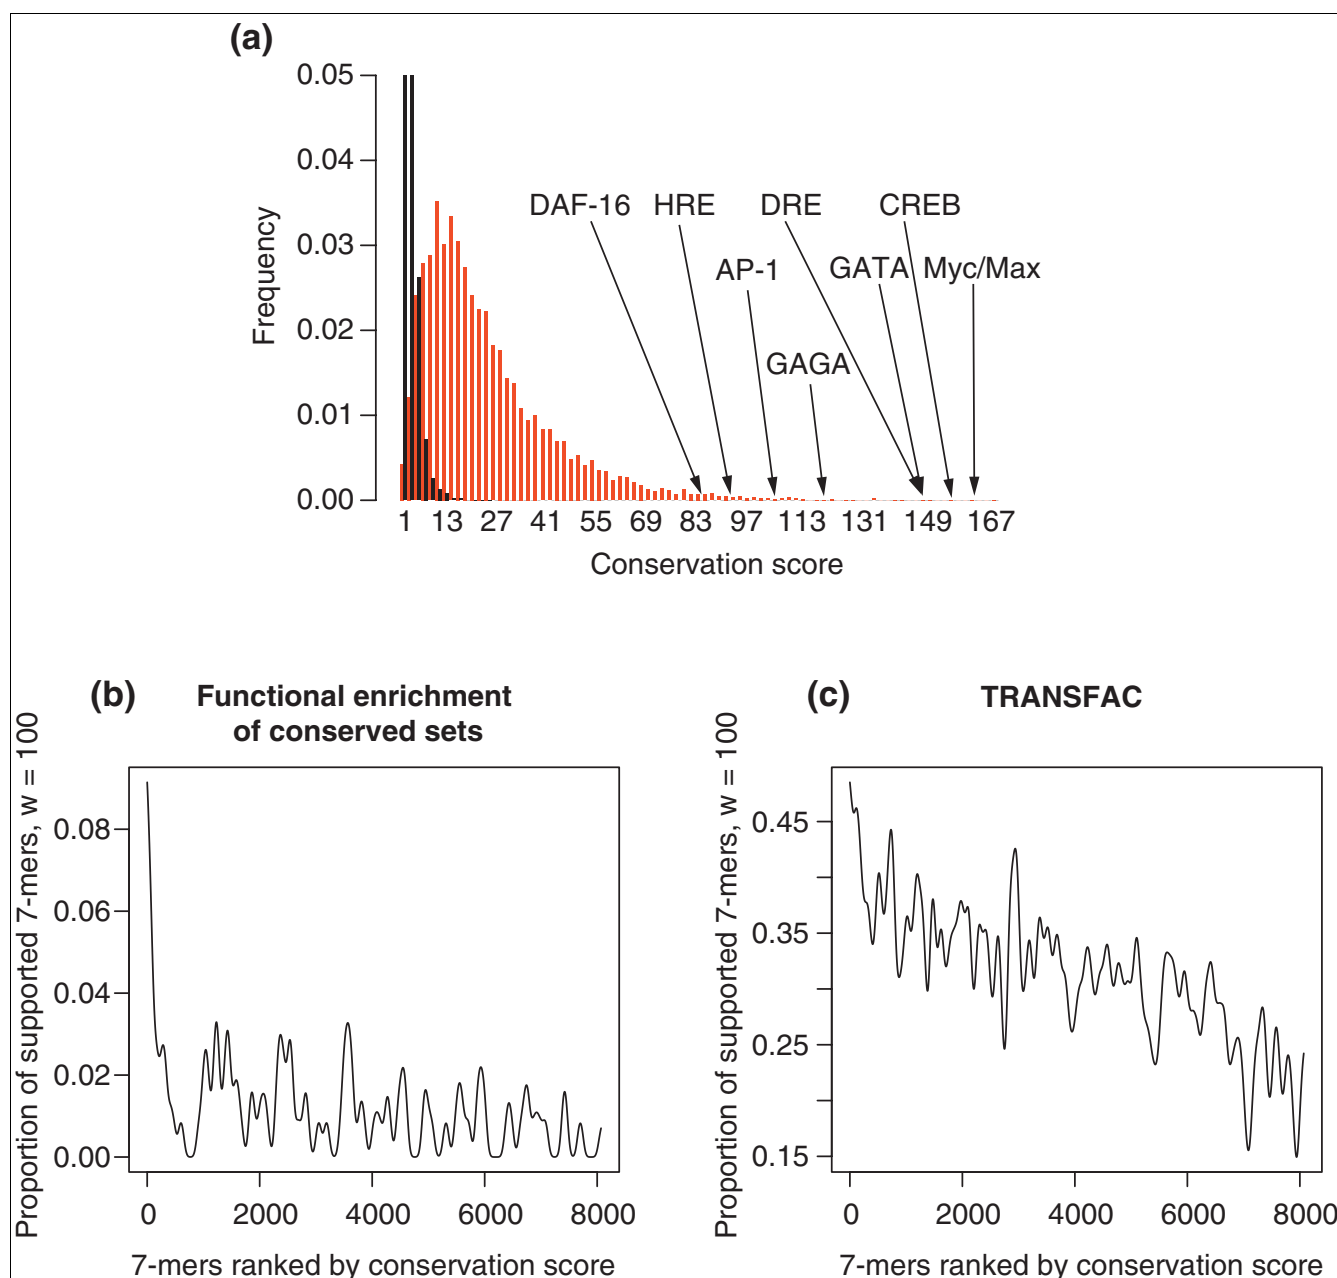 (a)
0.05
0.04
0.03
0.02
0.01
0.00
Frequency
DAF-16 HRE DRE CREB
AP-1 GATA Myc/Max
GAGA
1 13 27 41 55 69 83 97 113 131 149 167
Conservation score
(b) Functional enrichment
of conserved sets
Proportion of supported 7-mers, w = 100
0.08
0.06
0.04
0.02
0.00
0 2000 4000 6000 8000
7-mers ranked by conservation score
(c) TRANSFAC
Proportion of supported 7-mers, w = 100
0.45
0.35
0.25
0.15
0 2000 4000 6000 8000
7-mers ranked by conservation score